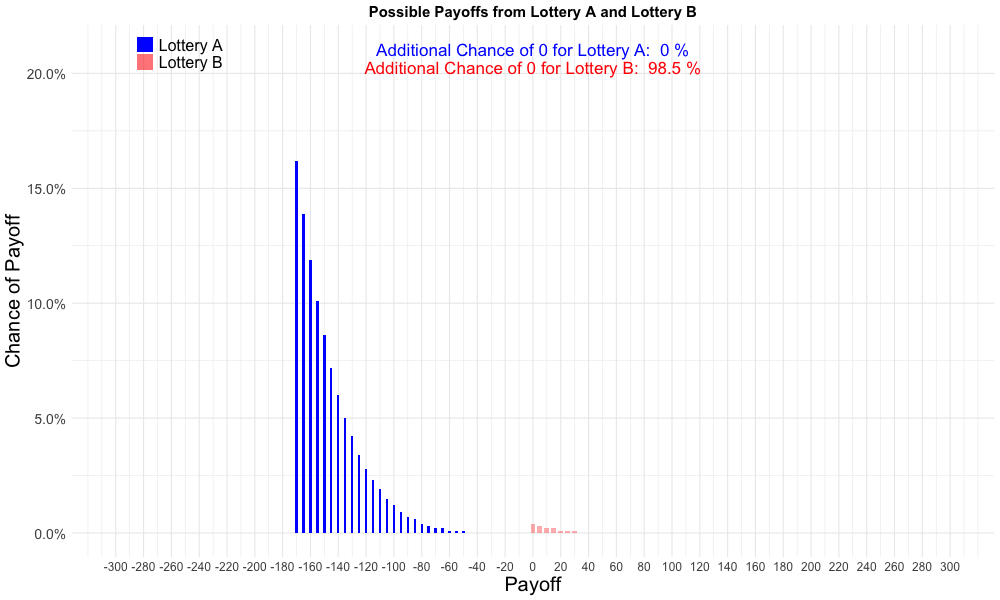 Possible Payoffs from Lottery A and Lottery B
Lottery A
Lottery B
Additional Chance of 0 for Lottery A:  0 %
Additional Chance of 0 for Lottery B:  98.5 %
Chance of Payoff
20.0%
15.0%
10.0%
5.0%
0.0%
-300 -280 -260 -240 -220 -200 -180 -160 -140 -120 -100 -80 -60 -40 -20 0 20 40 60 80 100 120 140 160 180 200 220 240 260 280 300
Payoff